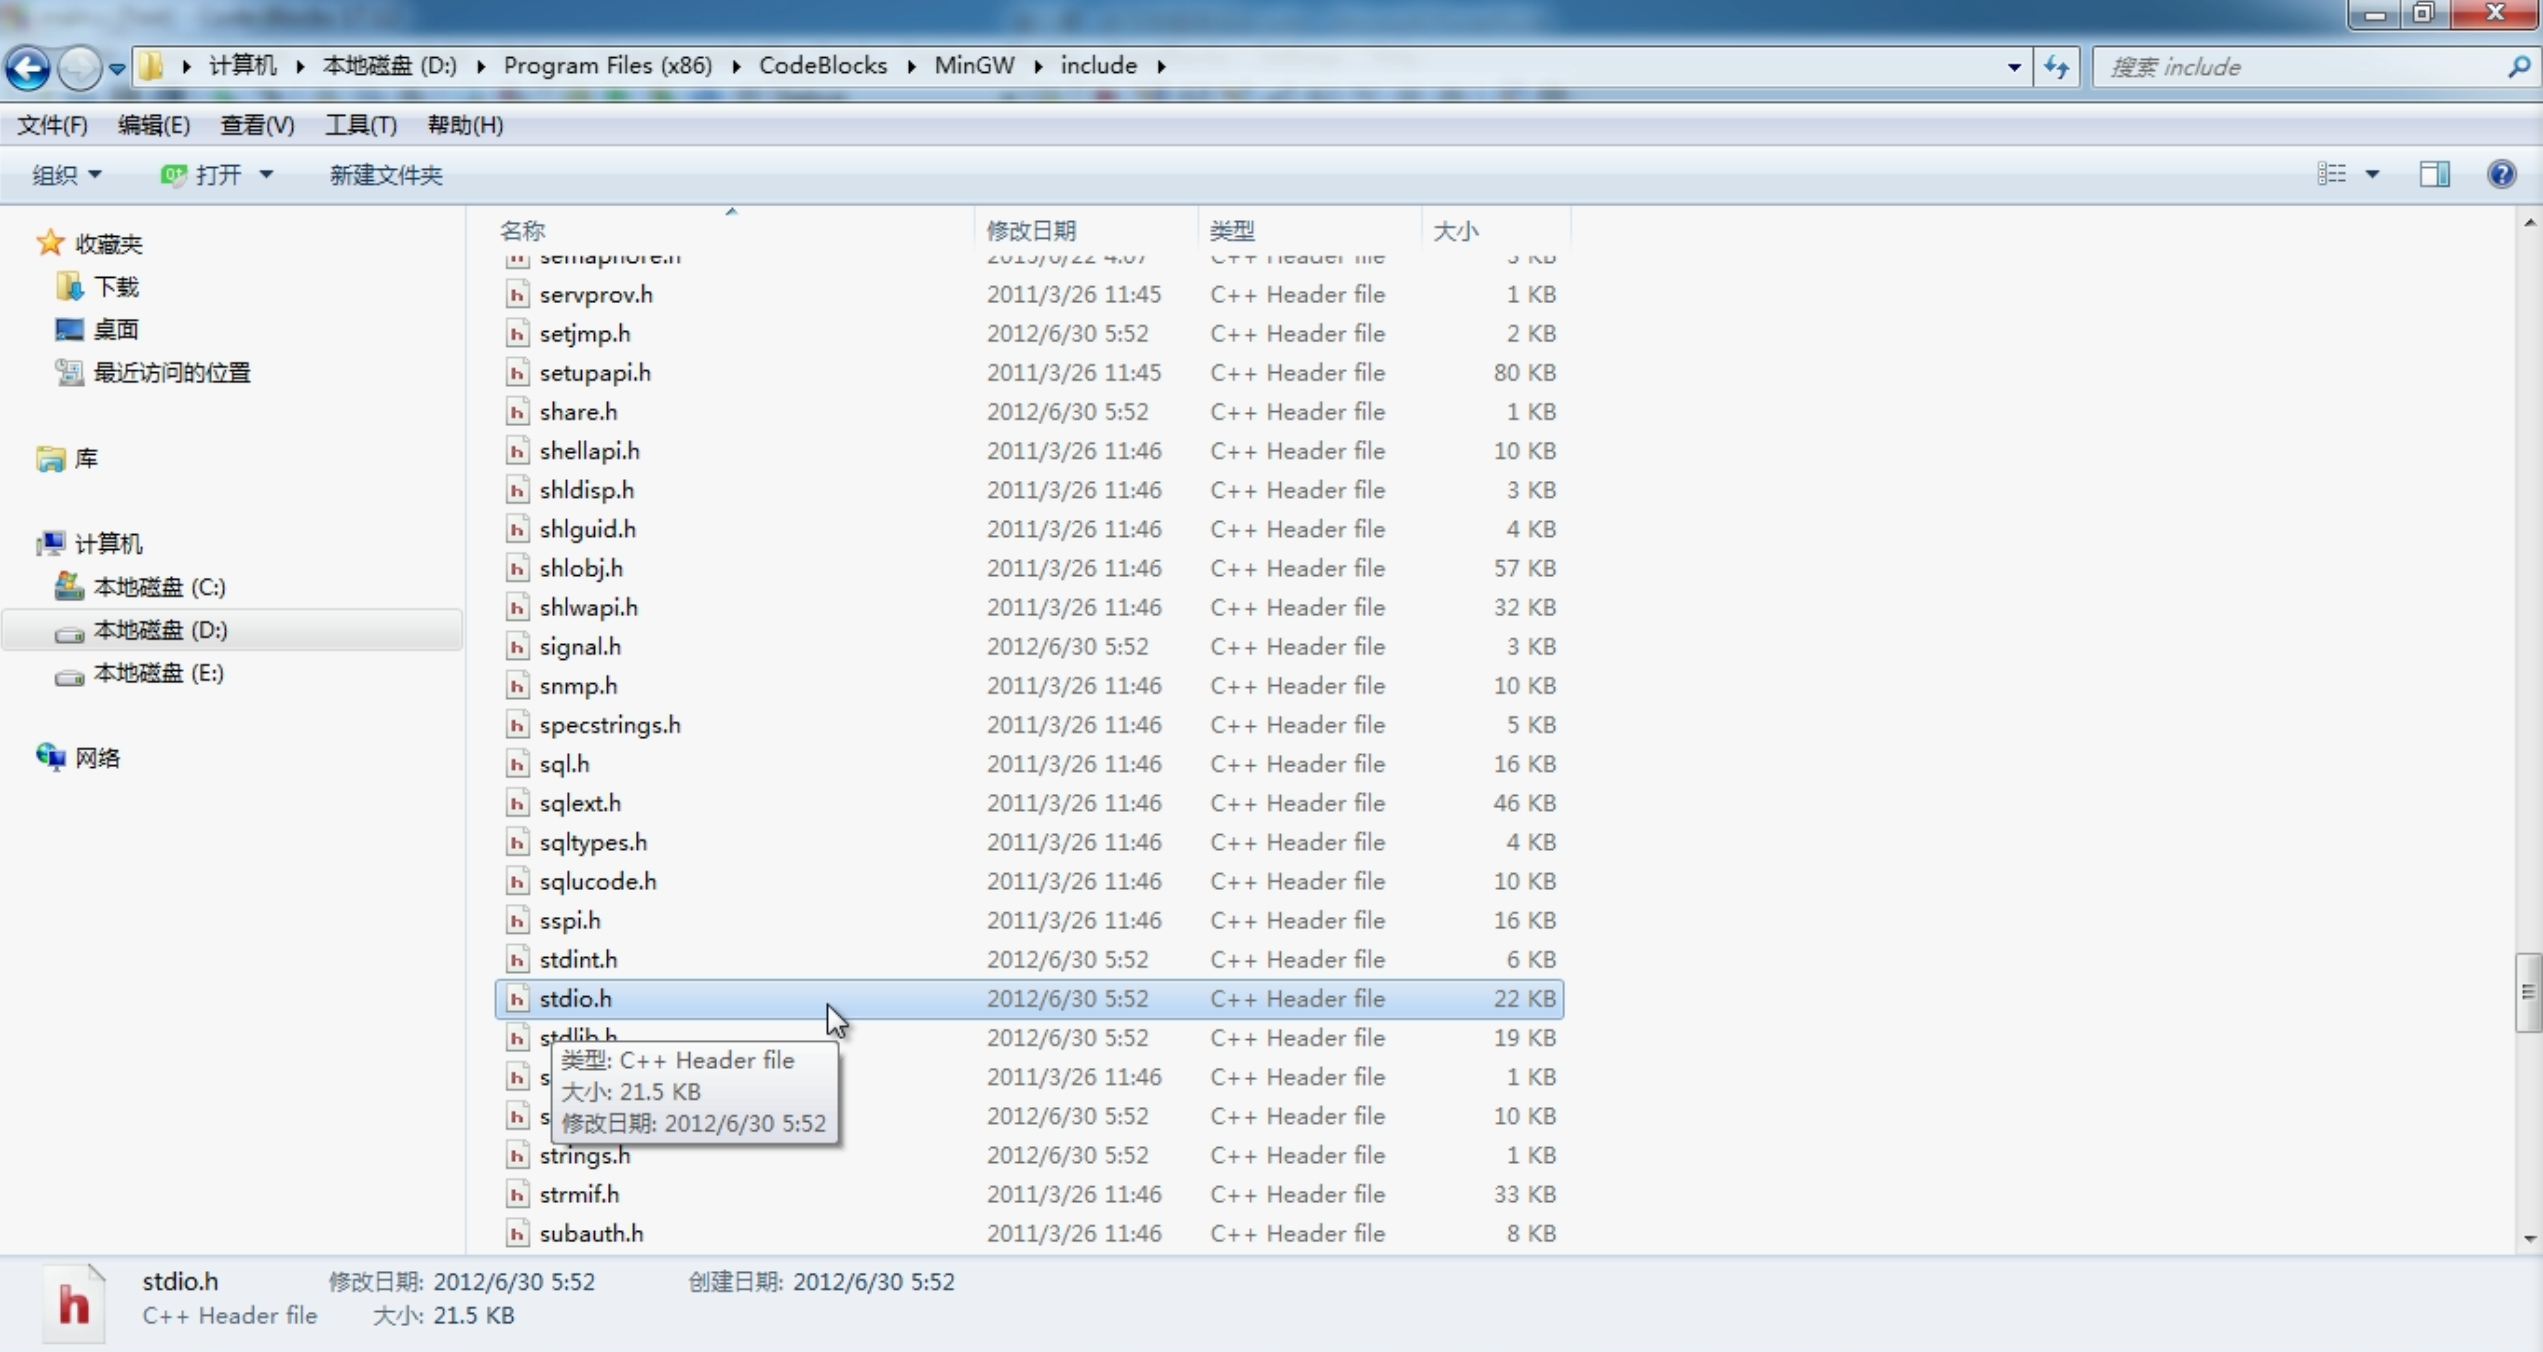 计算机 本地磁盘 (D:) Program Files (x86) CodeBlocks MinGW include 搜索 include
文件(F) 编辑(E) 查看(V) 工具(T) 帮助(H)
组织 打开 新建文件夹
收藏夹
下载
桌面
最近访问的位置
库
计算机
本地磁盘 (C:)
本地磁盘 (D:)
本地磁盘 (E:)
网络
名称 修改日期 类型 大小
semaphore.h 2015/6/22 4:07 C++ Header file 3 KB
servprov.h 2011/3/26 11:45 C++ Header file 1 KB
setjmp.h 2012/6/30 5:52 C++ Header file 2 KB
setupapi.h 2011/3/26 11:45 C++ Header file 80 KB
share.h 2012/6/30 5:52 C++ Header file 1 KB
shellapi.h 2011/3/26 11:46 C++ Header file 10 KB
shldisp.h 2011/3/26 11:46 C++ Header file 3 KB
shlguid.h 2011/3/26 11:46 C++ Header file 4 KB
shlobj.h 2011/3/26 11:46 C++ Header file 57 KB
shlwapi.h 2011/3/26 11:46 C++ Header file 32 KB
signal.h 2012/6/30 5:52 C++ Header file 3 KB
snmp.h 2011/3/26 11:46 C++ Header file 10 KB
specstrings.h 2011/3/26 11:46 C++ Header file 5 KB
sql.h 2011/3/26 11:46 C++ Header file 16 KB
sqlext.h 2011/3/26 11:46 C++ Header file 46 KB
sqltypes.h 2011/3/26 11:46 C++ Header file 4 KB
sqlucode.h 2011/3/26 11:46 C++ Header file 10 KB
sspi.h 2011/3/26 11:46 C++ Header file 16 KB
stdint.h 2012/6/30 5:52 C++ Header file 6 KB
stdio.h 2012/6/30 5:52 C++ Header file 22 KB
stdlib.h 2012/6/30 5:52 C++ Header file 19 KB
s 2011/3/26 11:46 C++ Header file 1 KB
s 2012/6/30 5:52 C++ Header file 10 KB
类型: C++ Header file
大小: 21.5 KB
修改日期: 2012/6/30 5:52
strings.h 2012/6/30 5:52 C++ Header file 1 KB
strmif.h 2011/3/26 11:46 C++ Header file 33 KB
subauth.h 2011/3/26 11:46 C++ Header file 8 KB
stdio.h 修改日期: 2012/6/30 5:52 创建日期: 2012/6/30 5:52
C++ Header file 大小: 21.5 KB